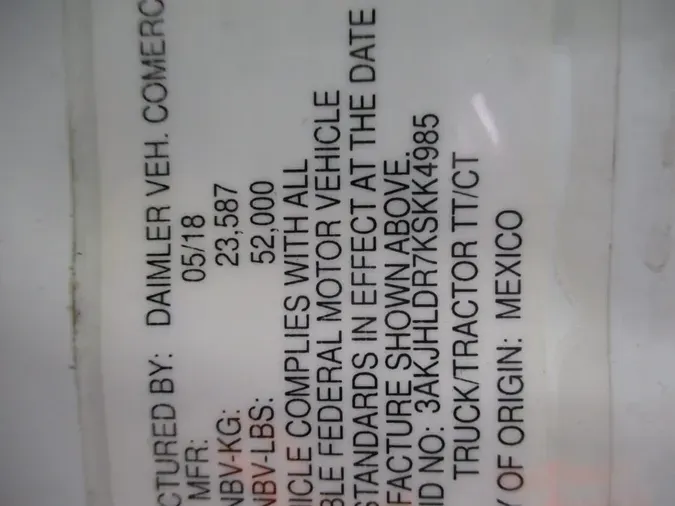 CTURED BY: DAIMLER VEH. COMERC
MFR: 05/18
NBV-KG: 23,587
NBV-LBS: 52,000
ICLE COMPLIES WITH ALL
BLE FEDERAL MOTOR VEHICLE
STANDARDS IN EFFECT AT THE DATE
FACTURE SHOWN ABOVE.
ID NO: 3AKJHLDR7KSKK4985
TRUCK/TRACTOR TT/CT
Y OF ORIGIN: MEXICO